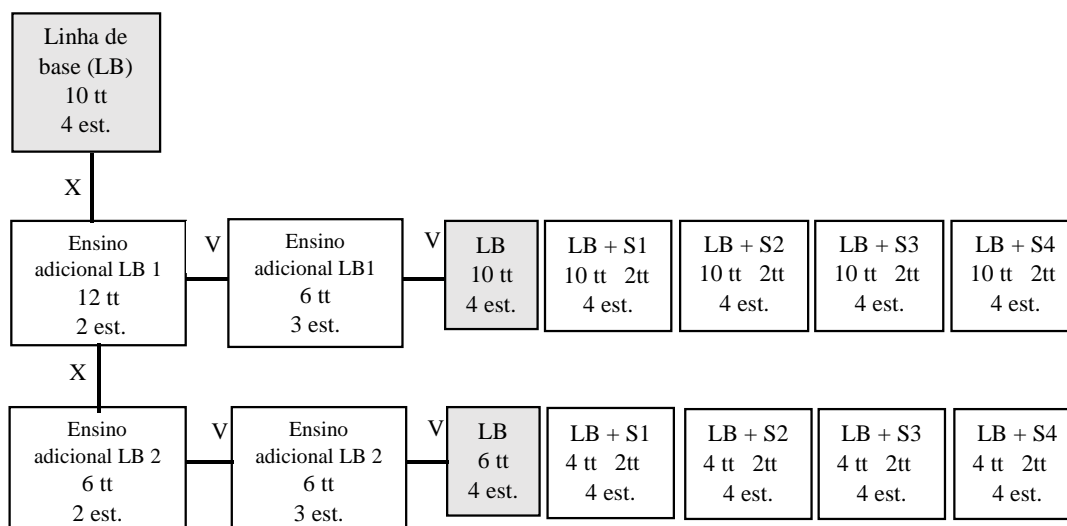 Linha de
base (LB)
10 tt
4 est.
X
Ensino
adicional LB 1
12 tt
2 est.
V
Ensino
adicional LB1
6 tt
3 est.
V
LB
10 tt
4 est.
LB + S1
10 tt 2tt
4 est.
LB + S2
10 tt 2tt
4 est.
LB + S3
10 tt 2tt
4 est.
LB + S4
10 tt 2tt
4 est.
X
Ensino
adicional LB 2
6 tt
2 est.
V
Ensino
adicional LB 2
6 tt
3 est.
V
LB
6 tt
4 est.
LB + S1
4 tt 2tt
4 est.
LB + S2
4 tt 2tt
4 est.
LB + S3
4 tt 2tt
4 est.
LB + S4
4 tt 2tt
4 est.